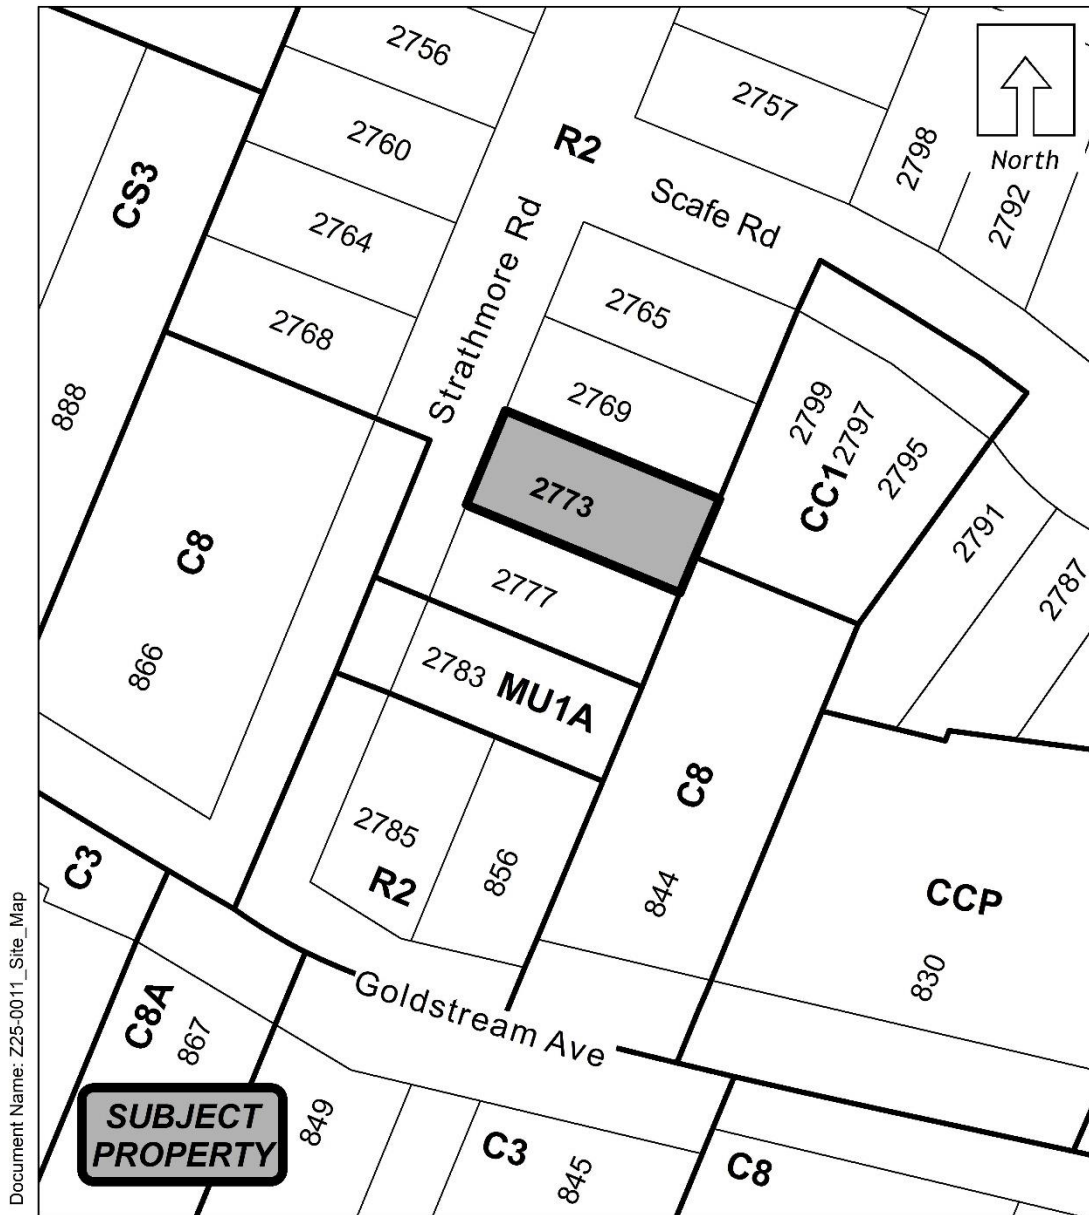 2756
2757
R2
North
2760
2798
CS3
Scafe Rd
2792
2764
Strathmore Rd
2765
2768
888
2769
2799
2797
CC1
2795
2773
C8
2791
2777
2787
866
2783
MU1A
C8
2785
856
R2
844
C3
CCP
830
Goldstream Ave
C8A
867
SUBJECT
PROPERTY
849
C3
845
C8
Document Name: Z25-0011_Site_Map